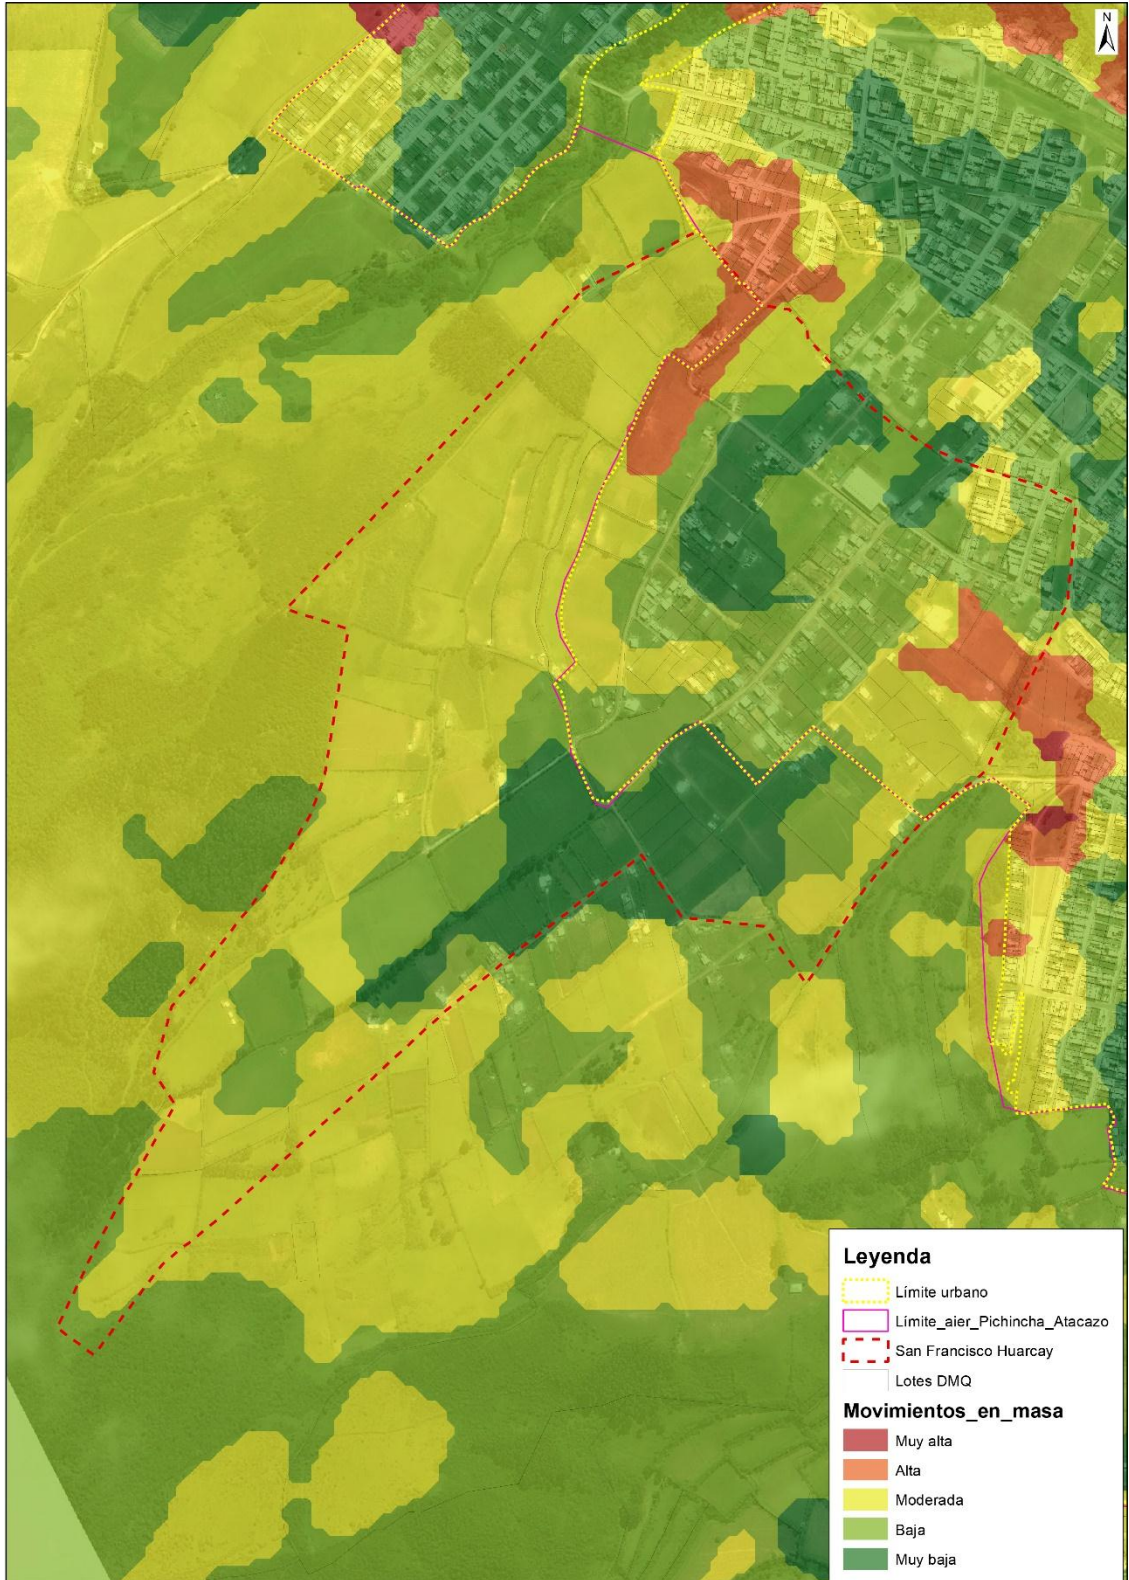 N
Leyenda
Límite urbano
Límite_aier_Pichincha_Atacazo
San Francisco Huarcay
Lotes DMQ
Movimientos_en_masa
Muy alta
Alta
Moderada
Baja
Muy baja